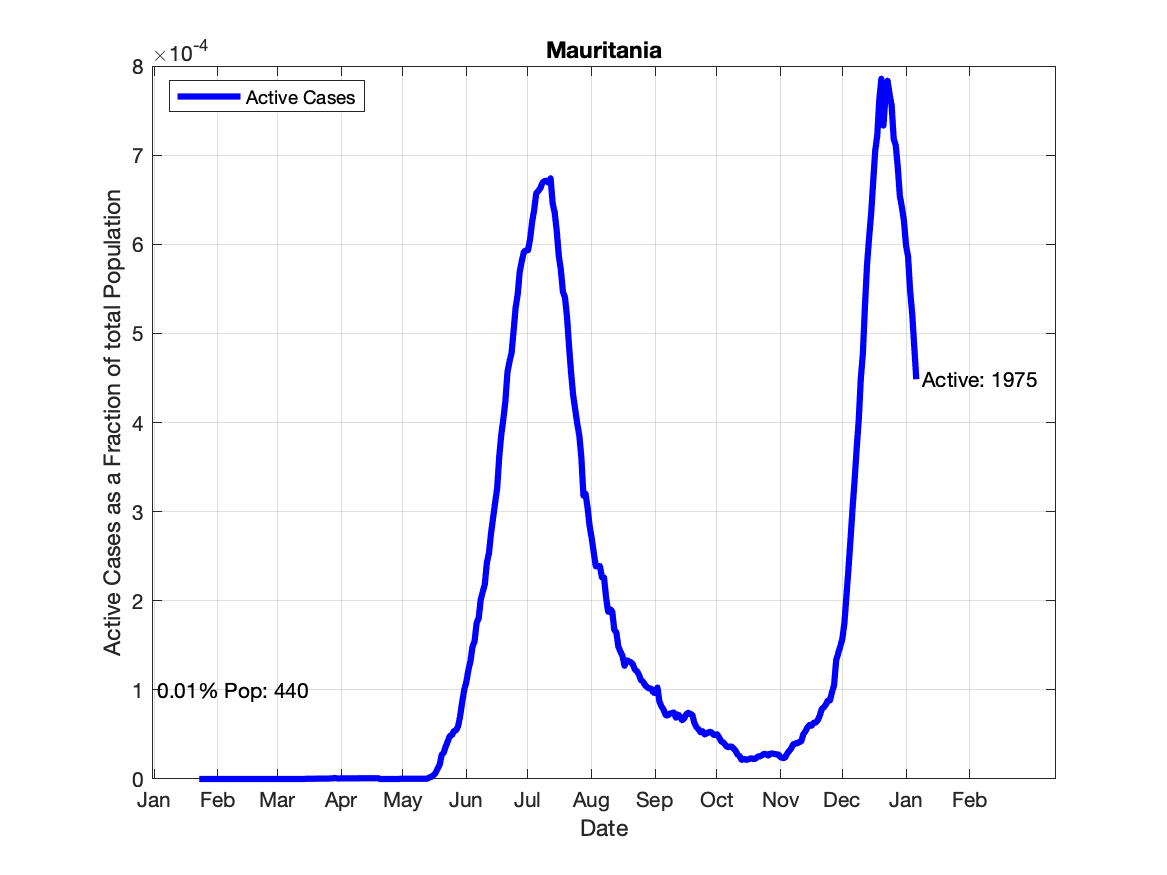 Mauritania
×10-4
Active Cases
8
7
6
5
4
3
2
1
0
Active Cases as a Fraction of total Population
Active: 1975
0.01% Pop: 440
Jan Feb Mar Apr May Jun Jul Aug Sep Oct Nov Dec Jan Feb
Date